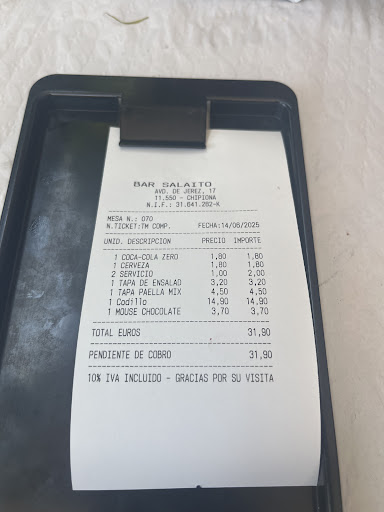 BAR SALAITO
AVD. DE JEREZ, 17
11.550 - CHIPIONA
N.I.F.: 31.641.262-K
MESA N.: 070
N.TICKET:TM COMP. FECHA:14/06/2025
UNID. DESCRIPCION PRECIO IMPORTE
1 COCA-COLA ZERO 1,80 1,80
1 CERVEZA 1,80 1,80
2 SERVICIO 1,00 2,00
1 TAPA DE ENSALAD 3,20 3,20
1 TAPA PAELLA MIX 4,50 4,50
1 Codillo 14,90 14,90
1 MOUSE CHOCOLATE 3,70 3,70
TOTAL EUROS 31,90
PENDIENTE DE COBRO 31,90
10% IVA INCLUIDO - GRACIAS POR SU VISITA